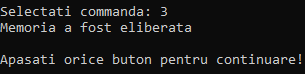 Selectati commanda: 3
Memoria a fost eliberata
Apasati orice buton pentru continuare!